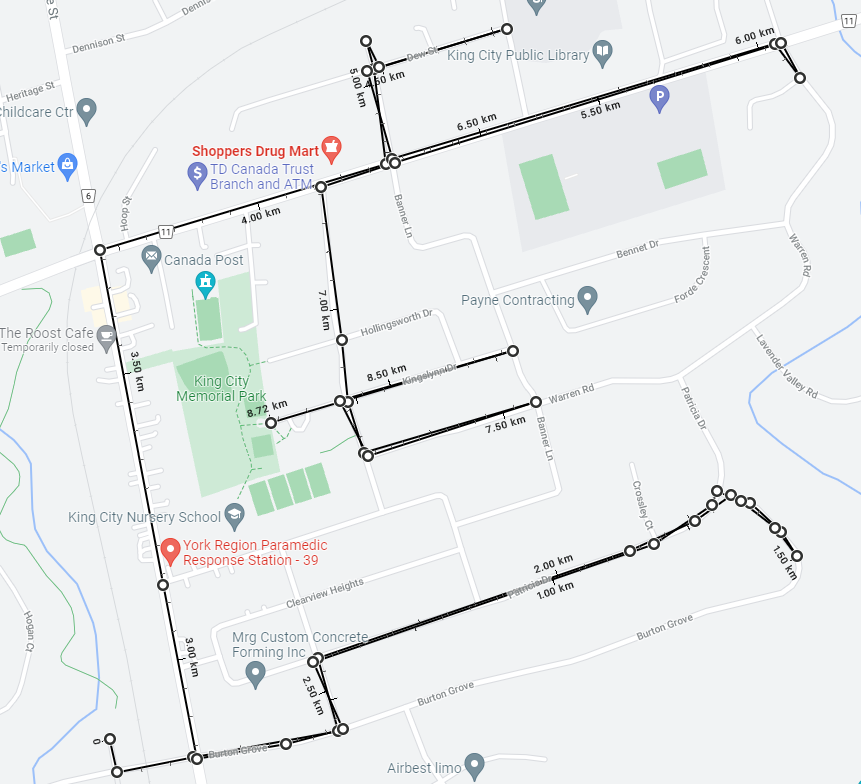 e St
Dennis
Dennison St
11
Dew St
King City Public Library
6.00 km
5.00 km
4.50 km
Heritage St
Childcare Ctr
P
6.50 km
5.50 km
Shoppers Drug Mart
's Market
$
TD Canada Trust
Branch and ATM
6
Hoop St
4.00 km
Banner Ln
11
Canada Post
Bennet Dr
Warren Rd
Forde Crescent
7.00 km
Payne Contracting
Hollingsworth Dr
The Roost Cafe
Temporarily closed
3.50 km
Lavender Valley Rd
8.50 km
Kingslynn Dr
King City
Memorial Park
8.72 km
Warren Rd
Patricia Dr
7.50 km
Banner Ln
Crossley Ct
King City Nursery School
York Region Paramedic
Response Station - 39
2.00 km
Patricia Dr
1.00 km
1.50 km
Clearview Heights
Hogan Ct
Mrg Custom Concrete
Forming Inc
3.00 km
2.50 km
Burton Grove
Burton Grove
0
Burton Grove
Airbest limo